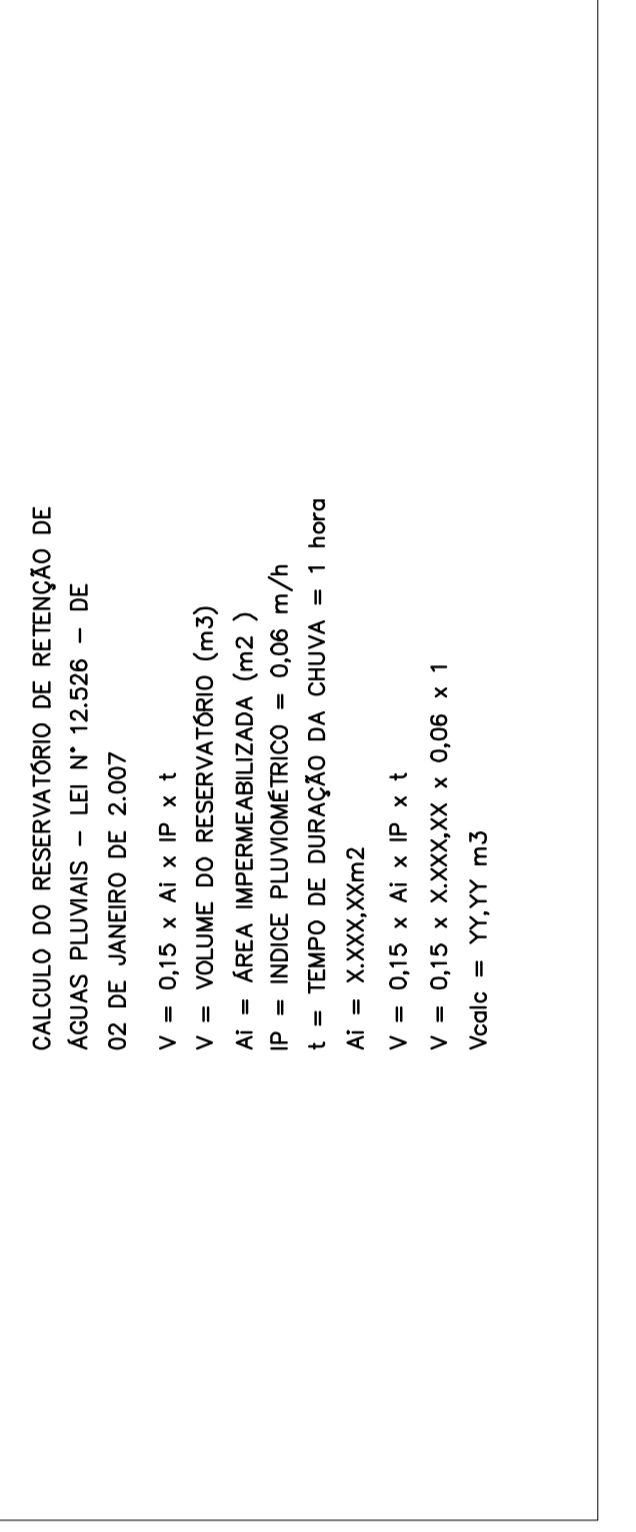 CALCULO DO RESERVATÓRIO DE RETENÇÃO DE
ÁGUAS PLUVIAIS – LEI N° 12.526 – DE
02 DE JANEIRO DE 2.007
V = 0,15 x Ai x IP x t
V = VOLUME DO RESERVATÓRIO (m3)
Ai = ÁREA IMPERMEABILIZADA (m2 )
IP = INDICE PLUVIOMÉTRICO = 0,06 m/h
t = TEMPO DE DURAÇÃO DA CHUVA = 1 hora
Ai = X.XXX,XXm2
V = 0,15 x Ai x IP x t
V = 0,15 x X.XXX,XX x 0,06 x 1
Vcalc = YY,YY m3